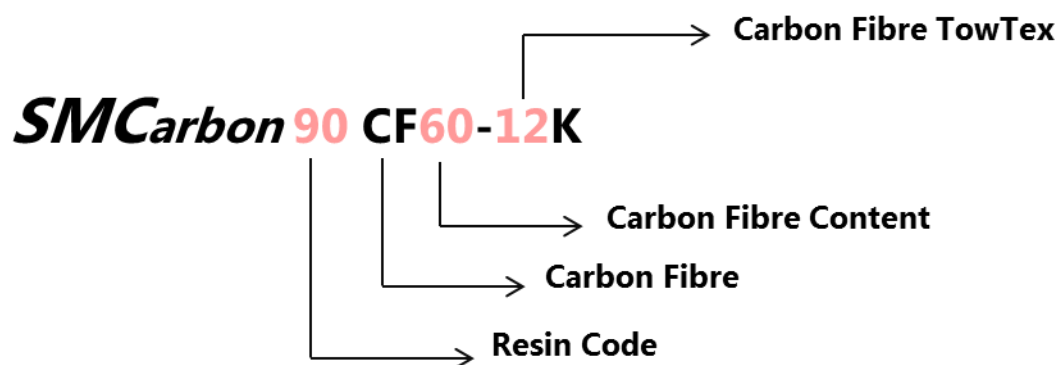 Carbon Fibre TowTex
SMCarbon 90 CF60-12K
Carbon Fibre Content
Carbon Fibre
Resin Code